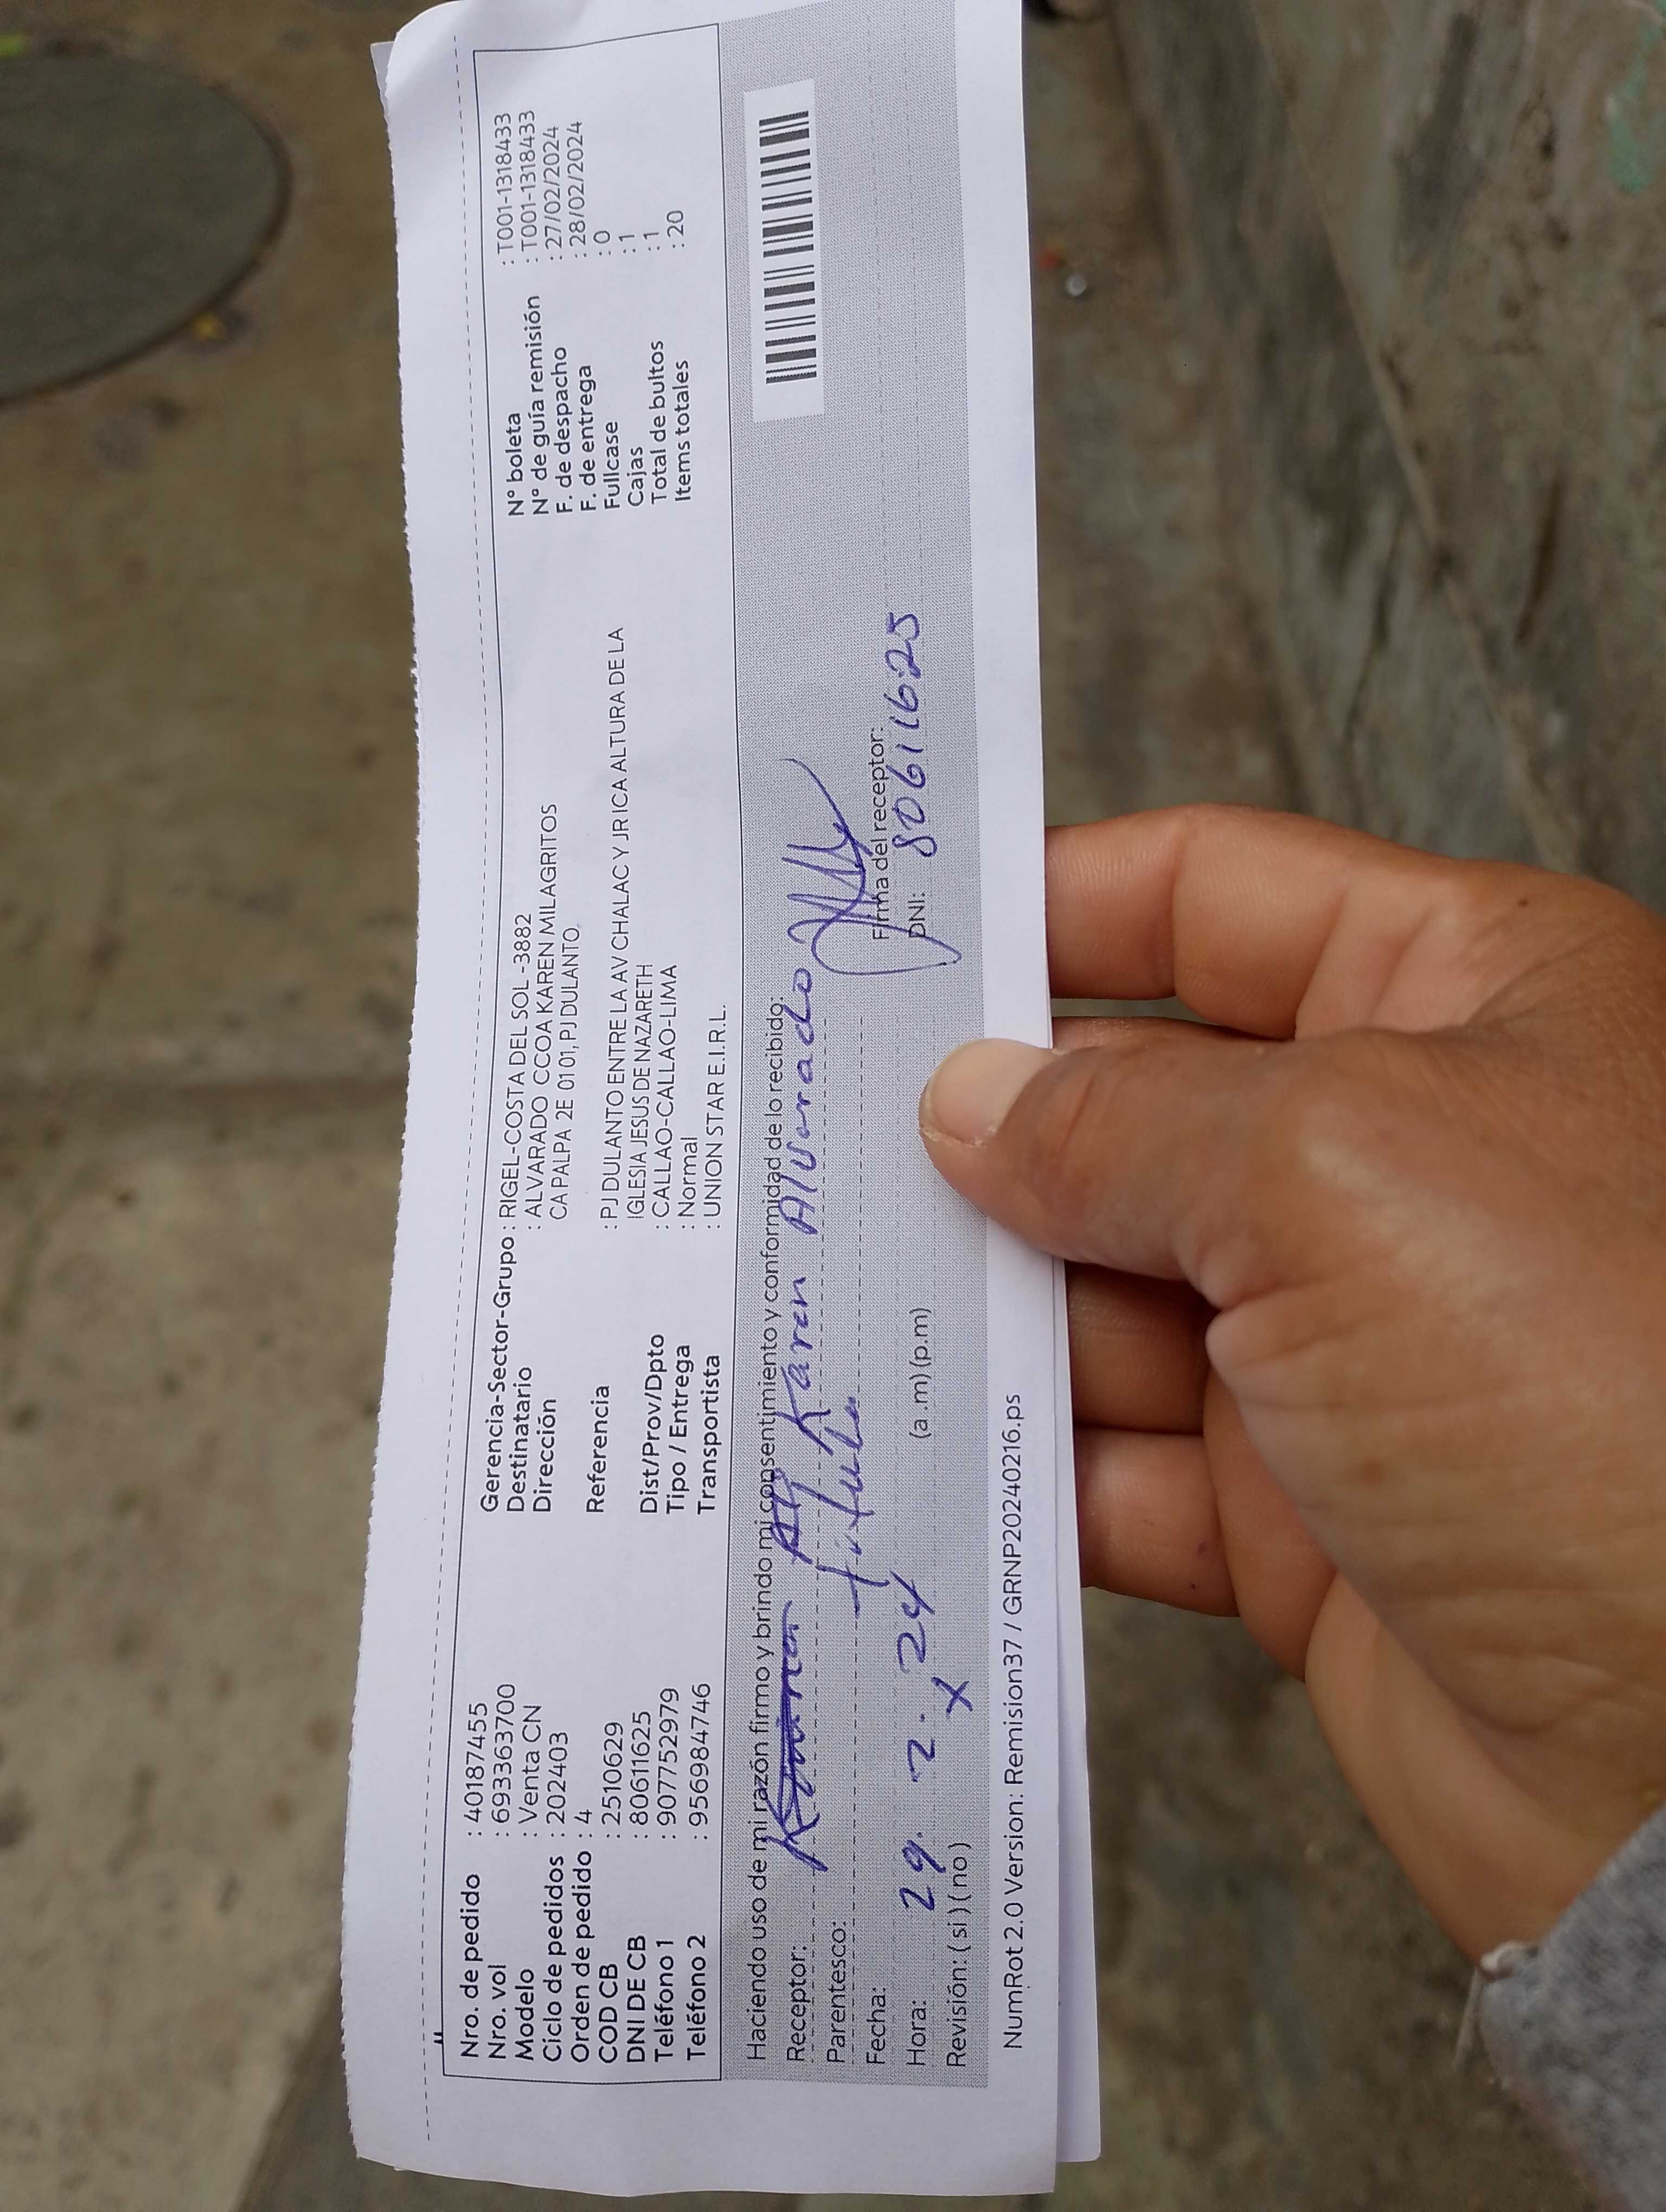 Nro. de pedido : 40187455
Nro. vol : 693363700
Modelo : Venta CN
Ciclo de pedidos : 202403
Orden de pedido : 4
COD CB : 2510629
DNI DE CB : 80611625
Teléfono 1 : 907752979
Teléfono 2 : 956984746
Gerencia-Sector-Grupo : RIGEL-COSTA DEL SOL -3882
Destinatario : ALVARADO CCOA KAREN MILAGRITOS
Dirección CA PALPA 2E 01 01, PJ DULANTO
Referencia : PJ DULANTO ENTRE LA AV CHALAC Y JR ICA ALTURA DE LA
IGLESIA JESUS DE NAZARETH
Dist/Prov/Dpto : CALLAO-CALLAO-LIMA
Tipo / Entrega : Normal
Transportista : UNION STAR E.I.R.L.
N° boleta : T001-1318433
N° de guía remisión : T001-1318433
F. de despacho : 27/02/2024
F. de entrega : 28/02/2024
Fullcase : 0
Cajas : 1
Total de bultos : 1
Items totales : 20
Haciendo uso de mi razón firmo y brindo mi consentimiento y conformidad de lo recibido:
Receptor: Karen Alvarado
Parentesco: titular
Fecha: 29. 2. 24
Hora: (a.m) (p.m)
Revisión: ( si ) ( no ) x
Firma del receptor:
DNI: 80611625
NumRot 2.0 Version: Remision37 / GRNP20240216.ps